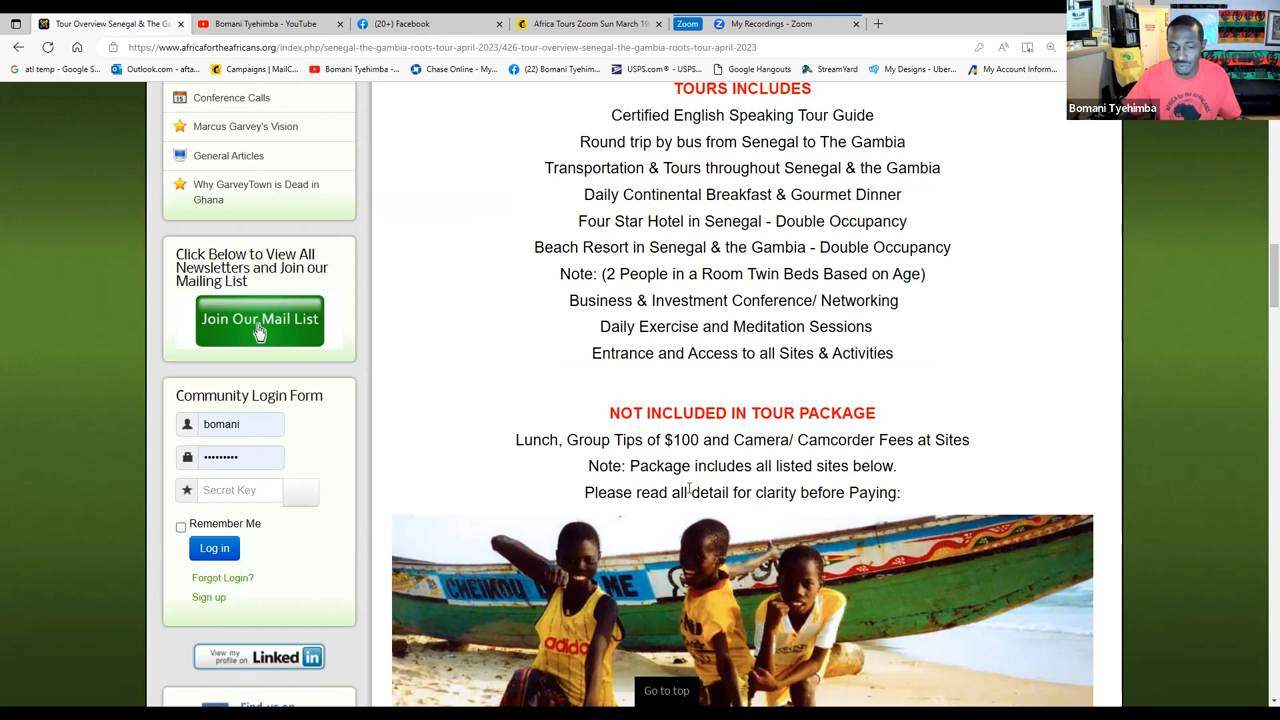 Tour Overview Senegal & The Ga
Bomani Tyehimba - YouTube
(20+) Facebook
Africa Tours Zoom Sun March 19
Zoom
My Recordings - Zoom
https://www.africafortheafricans.org/index.php/senegal-the-gambia-roots-tour-april-2023/426-tour-overview-senegal-the-gambia-roots-tour-april-2023
atl temp - Google S...
Outlook.com - afta...
Campaigns | MailC...
Bomani Tyehimba -...
Chase Online - My...
(22) Bomani Tyehim...
USPS.com® - USPS...
Google Hangouts
StreamYard
My Designs - Uber...
My Account Inform...
Bomani Tyehimba
Conference Calls
Marcus Garvey's Vision
General Articles
Why GarveyTown is Dead in
Ghana
Click Below to View All
Newsletters and Join our
Mailing List
Join Our Mail List
Community Login Form
bomani
•••••••••
Secret Key
Remember Me
Log in
Forgot Login?
Sign up
View my
profile on LinkedIn
Find us on
TOURS INCLUDES
Certified English Speaking Tour Guide
Round trip by bus from Senegal to The Gambia
Transportation & Tours throughout Senegal & the Gambia
Daily Continental Breakfast & Gourmet Dinner
Four Star Hotel in Senegal - Double Occupancy
Beach Resort in Senegal & the Gambia - Double Occupancy
Note: (2 People in a Room Twin Beds Based on Age)
Business & Investment Conference/ Networking
Daily Exercise and Meditation Sessions
Entrance and Access to all Sites & Activities
NOT INCLUDED IN TOUR PACKAGE
Lunch, Group Tips of $100 and Camera/ Camcorder Fees at Sites
Note: Package includes all listed sites below.
Please read all detail for clarity before Paying:
adidas
Go to top